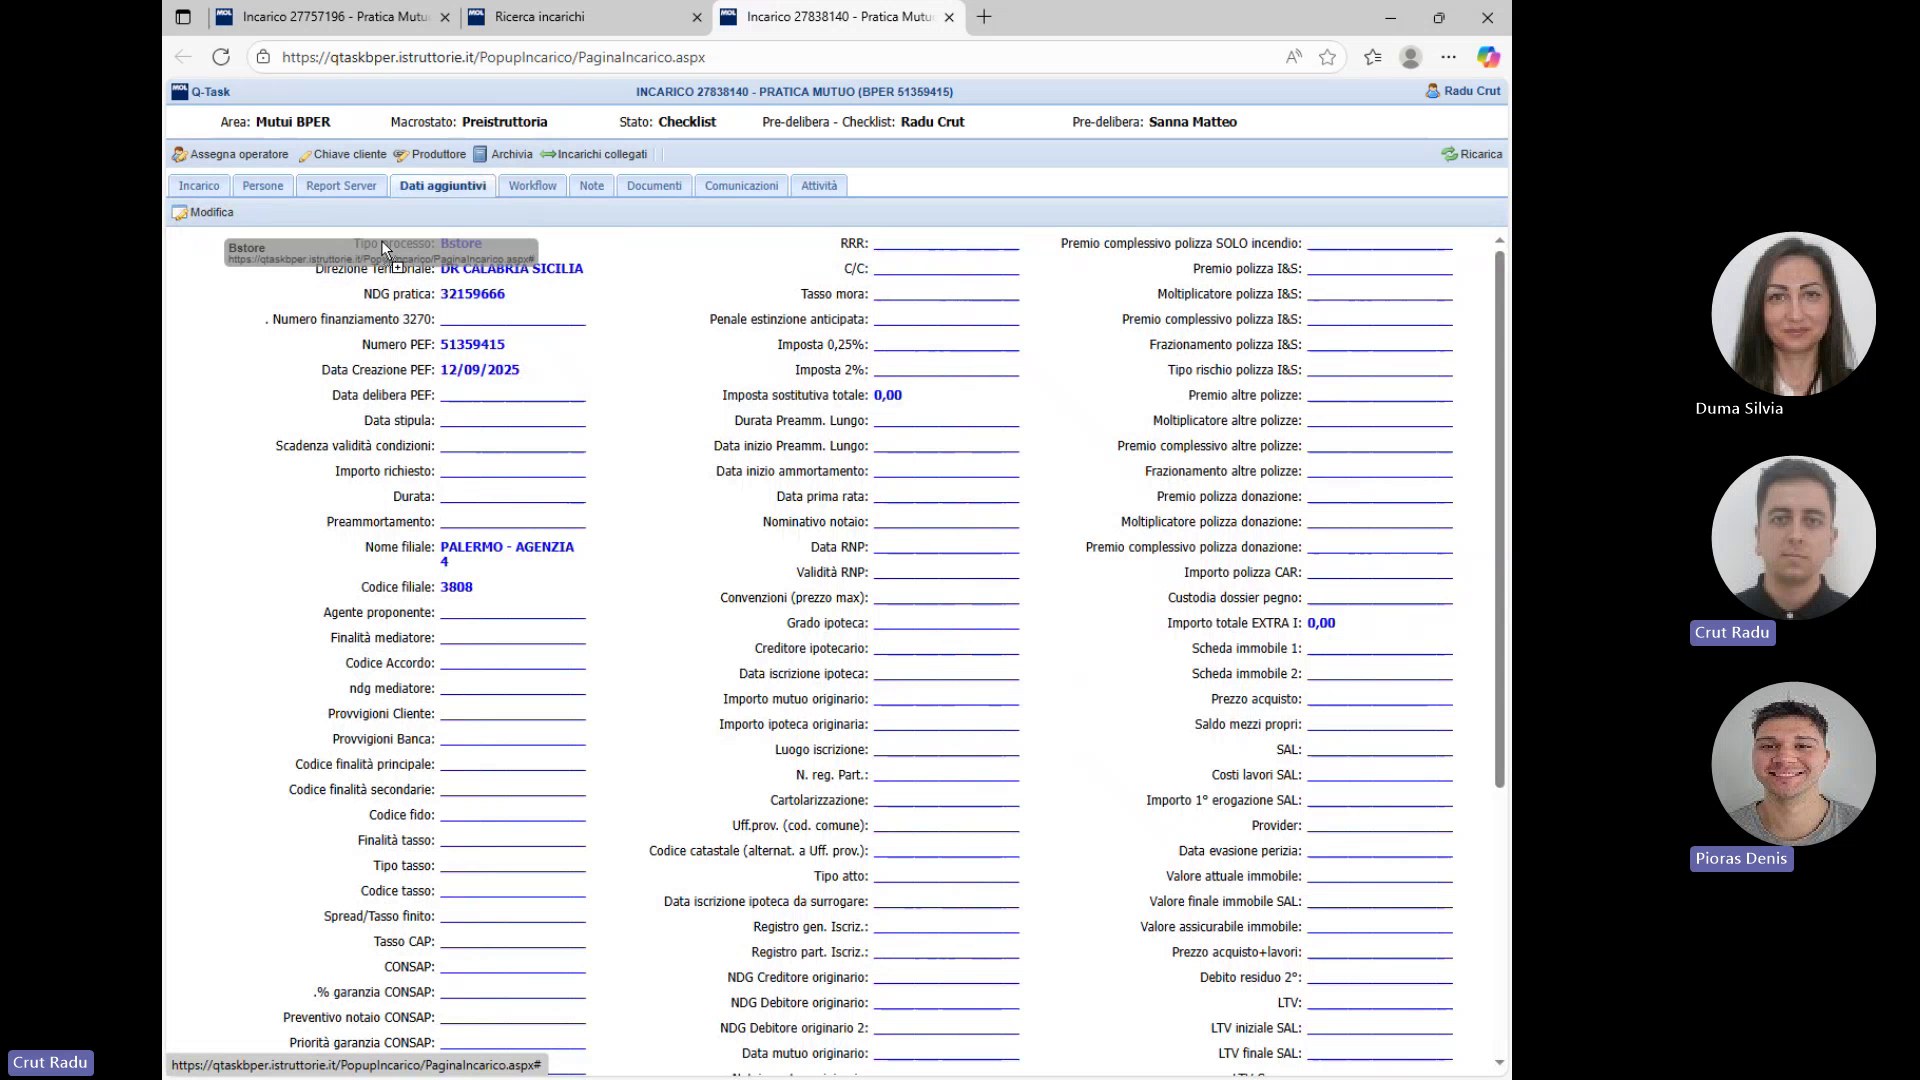 Incarico 27757196 - Pratica Mutu
Ricerca incarichi
Incarico 27838140 - Pratica Mutu
https://qtaskbper.istruttorie.it/PopupIncarico/PaginaIncarico.aspx
MOL Q-Task
INCARICO 27838140 - PRATICA MUTUO (BPER 51359415)
Radu Crut
Area: Mutui BPER
Macrostato: Preistruttoria
Stato: Checklist
Pre-delibera - Checklist: Radu Crut
Pre-delibera: Sanna Matteo
Assegna operatore
Chiave cliente
Produttore
Archivia
Incarichi collegati
Ricarica
Incarico
Persone
Report Server
Dati aggiuntivi
Workflow
Note
Documenti
Comunicazioni
Attività
Modifica
Tipo processo: Bstore
Bstore
https://qtaskbper.istruttorie.it/PopupIncarico/PaginaIncarico.aspx#
Direzione Territoriale: DR CALABRIA SICILIA
NDG pratica: 32159666
. Numero finanziamento 3270:
Numero PEF: 51359415
Data Creazione PEF: 12/09/2025
Data delibera PEF:
Data stipula:
Scadenza validità condizioni:
Importo richiesto:
Durata:
Preammortamento:
Nome filiale: PALERMO - AGENZIA
4
Codice filiale: 3808
Agente proponente:
Finalità mediatore:
Codice Accordo:
ndg mediatore:
Provvigioni Cliente:
Provvigioni Banca:
Codice finalità principale:
Codice finalità secondarie:
Codice fido:
Finalità tasso:
Tipo tasso:
Codice tasso:
Spread/Tasso finito:
Tasso CAP:
CONSAP:
.% garanzia CONSAP:
Preventivo notaio CONSAP:
Priorità garanzia CONSAP:
RRR:
C/C:
Tasso mora:
Penale estinzione anticipata:
Imposta 0,25%:
Imposta 2%:
Imposta sostitutiva totale: 0,00
Durata Preamm. Lungo:
Data inizio Preamm. Lungo:
Data inizio ammortamento:
Data prima rata:
Nominativo notaio:
Data RNP:
Validità RNP:
Convenzioni (prezzo max):
Grado ipoteca:
Creditore ipotecario:
Data iscrizione ipoteca:
Importo mutuo originario:
Importo ipoteca originaria:
Luogo iscrizione:
N. reg. Part.:
Cartolarizzazione:
Uff.prov. (cod. comune):
Codice catastale (alternat. a Uff. prov.):
Tipo atto:
Data iscrizione ipoteca da surrogare:
Registro gen. Iscriz.:
Registro part. Iscriz.:
NDG Creditore originario:
NDG Debitore originario:
NDG Debitore originario 2:
Data mutuo originario:
Premio complessivo polizza SOLO incendio:
Premio polizza I&S:
Moltiplicatore polizza I&S:
Premio complessivo polizza I&S:
Frazionamento polizza I&S:
Tipo rischio polizza I&S:
Premio altre polizze:
Moltiplicatore altre polizze:
Premio complessivo altre polizze:
Frazionamento altre polizze:
Premio polizza donazione:
Moltiplicatore polizza donazione:
Premio complessivo polizza donazione:
Importo polizza CAR:
Custodia dossier pegno:
Importo totale EXTRA I: 0,00
Scheda immobile 1:
Scheda immobile 2:
Prezzo acquisto:
Saldo mezzi propri:
SAL:
Costi lavori SAL:
Importo 1° erogazione SAL:
Provider:
Data evasione perizia:
Valore attuale immobile:
Valore finale immobile SAL:
Valore assicurabile immobile:
Prezzo acquisto+lavori:
Debito residuo 2°:
LTV:
LTV iniziale SAL:
LTV finale SAL:
https://qtaskbper.istruttorie.it/PopupIncarico/PaginaIncarico.aspx#
Duma Silvia
Crut Radu
Pioras Denis
Crut Radu